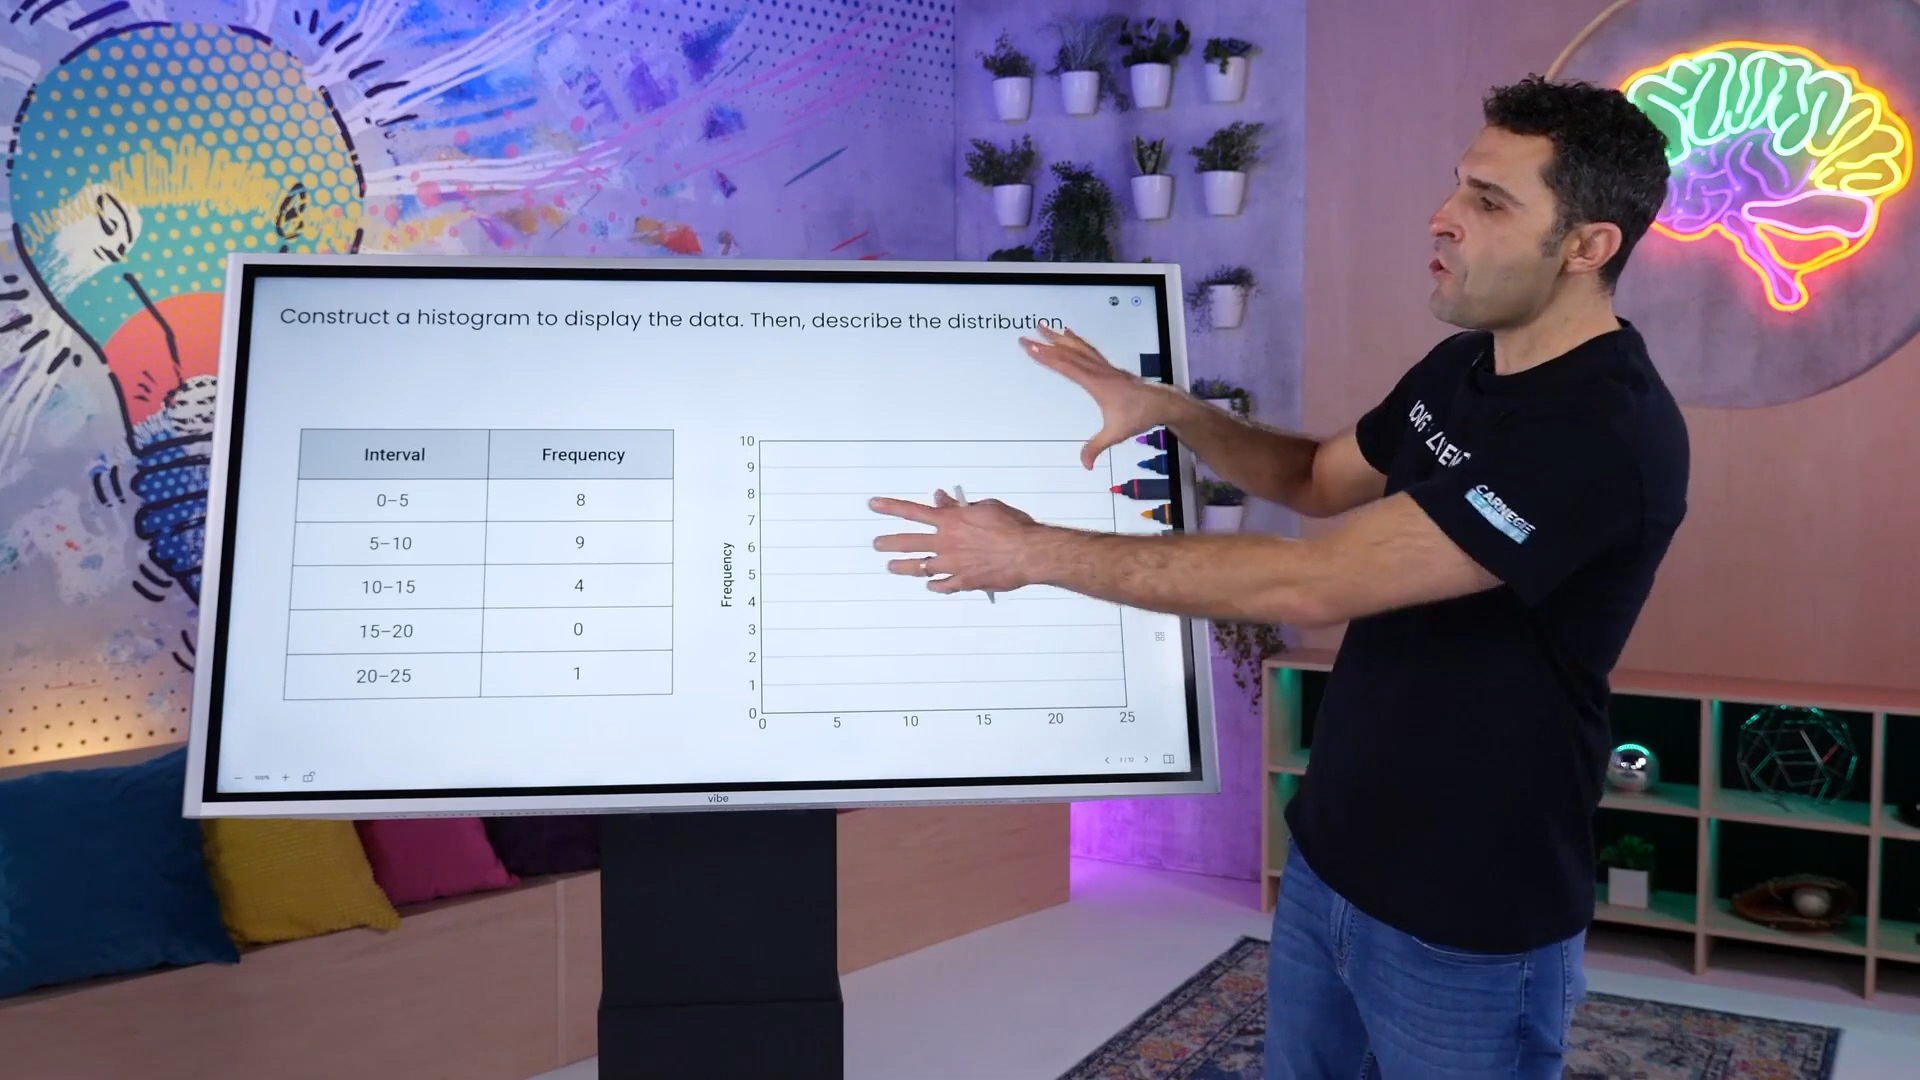 Construct a histogram to display the data. Then, describe the distribution.
Interval Frequency
0-5 8
5-10 9
10-15 4
15-20 0
20-25 1
Frequency
10
9
8
7
6
5
4
3
2
1
0
0 5 10 15 20 25
vibe
CARNEGIE